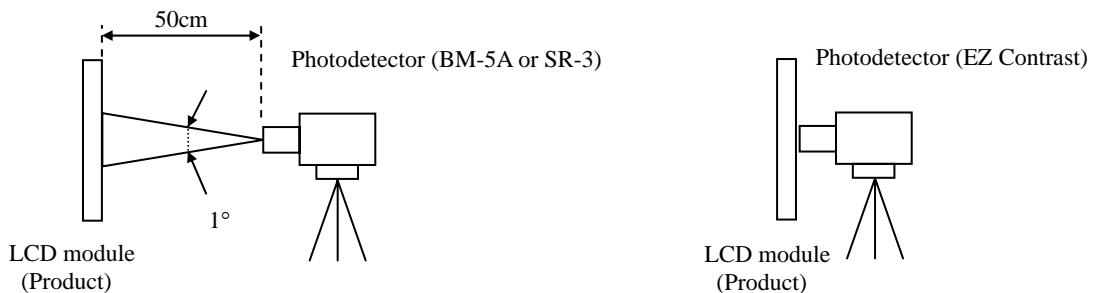 50cm
Photodetector (BM-5A or SR-3)
1°
LCD module
(Product)
Photodetector (EZ Contrast)
LCD module
(Product)